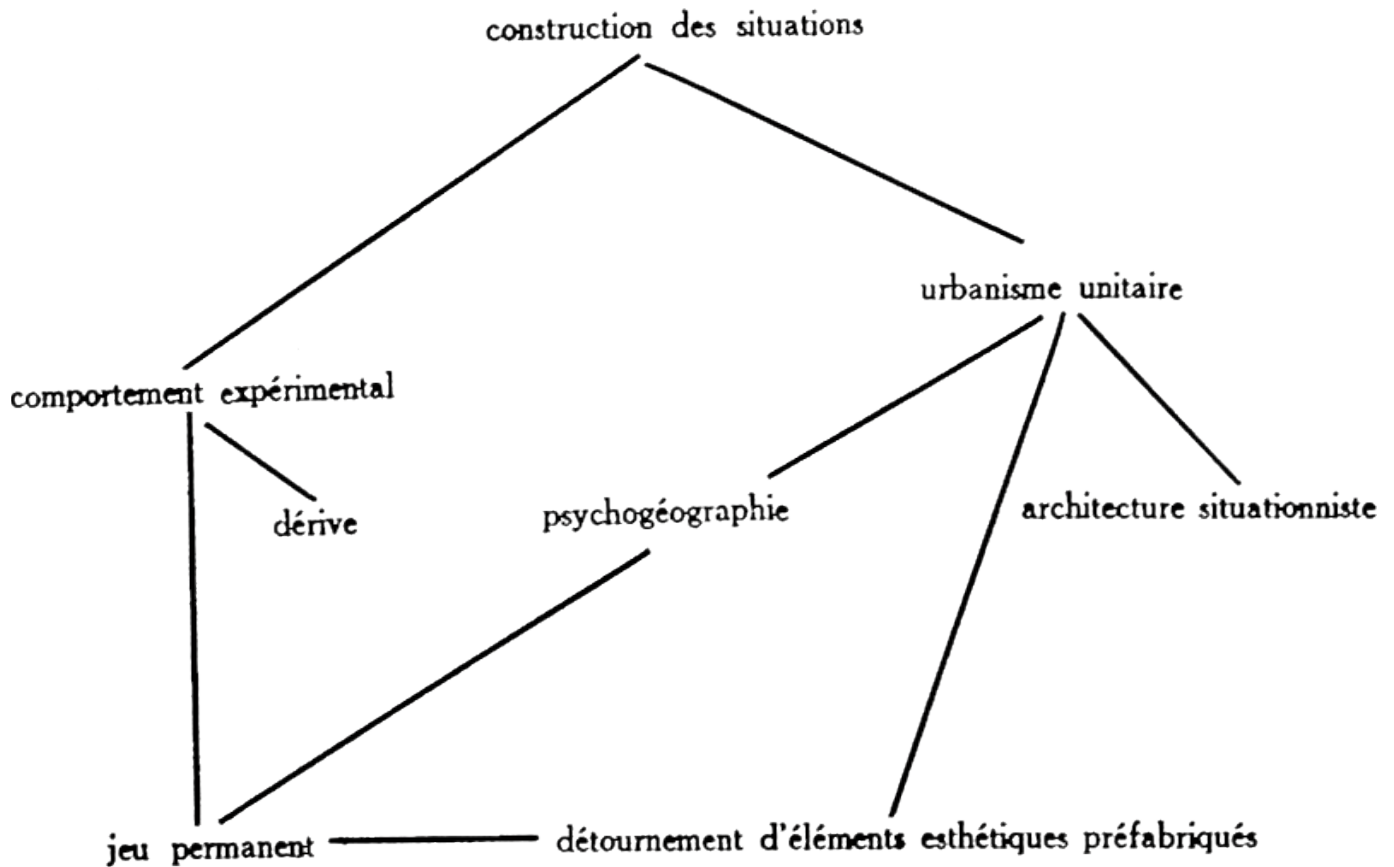 construction des situations
urbanisme unitaire
comportement expérimental
dérive
psychogéographie
architecture situationniste
jeu permanent
détournement d'éléments esthétiques préfabriqués